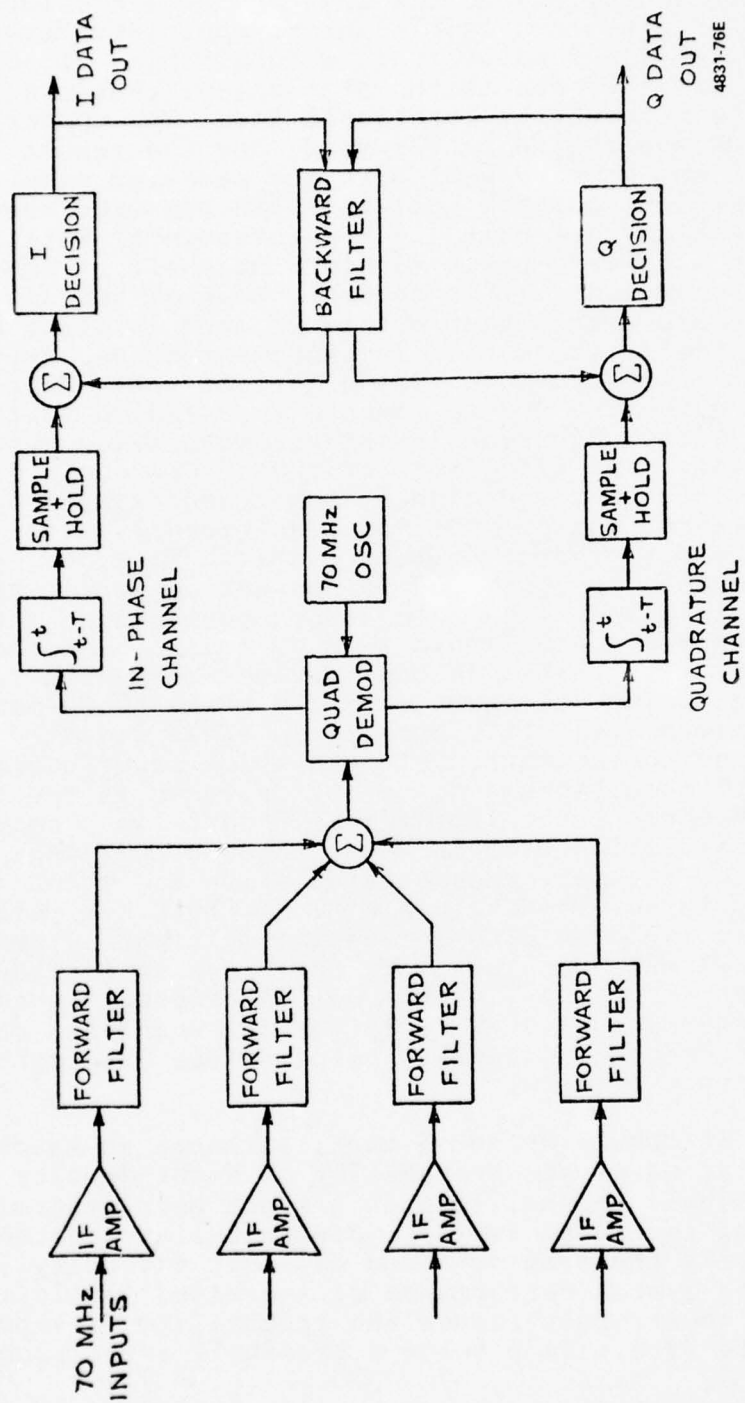 70 MHz
INPUTS
IF
AMP
FORWARD
FILTER
IF
AMP
FORWARD
FILTER
IF
AMP
FORWARD
FILTER
IF
AMP
FORWARD
FILTER
Σ
QUAD
DEMOD
70 MHz
OSC
IN-PHASE
CHANNEL
∫
t
t-T
SAMPLE
+
HOLD
Σ
I
DECISION
I DATA
OUT
BACKWARD
FILTER
QUADRATURE
CHANNEL
∫
t
t-T
SAMPLE
+
HOLD
Σ
Q
DECISION
Q DATA
OUT
4831-76E